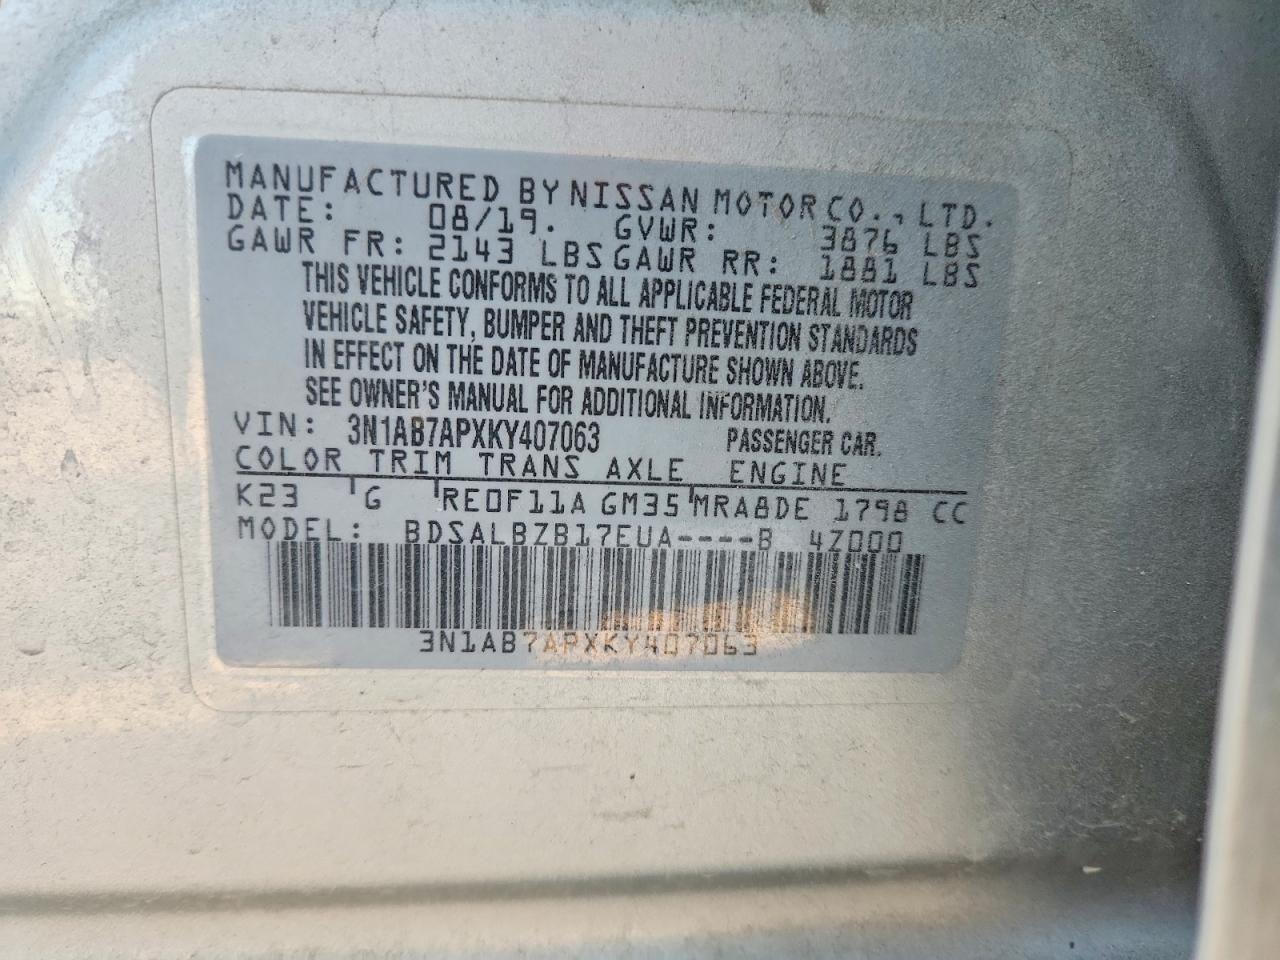 MANUFACTURED BY NISSAN MOTOR CO., LTD.
DATE: 08/19. GVWR: 3876 LBS
GAWR FR: 2143 LBS GAWR RR: 1881 LBS
THIS VEHICLE CONFORMS TO ALL APPLICABLE FEDERAL MOTOR
VEHICLE SAFETY, BUMPER AND THEFT PREVENTION STANDARDS
IN EFFECT ON THE DATE OF MANUFACTURE SHOWN ABOVE.
SEE OWNER'S MANUAL FOR ADDITIONAL INFORMATION.
VIN: 3N1AB7APXKY407063 PASSENGER CAR.
COLOR TRIM TRANS AXLE ENGINE
K23 G RE0F11A GM35 MRA8DE 1798 CC
MODEL: BDSALBZB17EUA----B 4Z000
3N1AB7APXKY407063